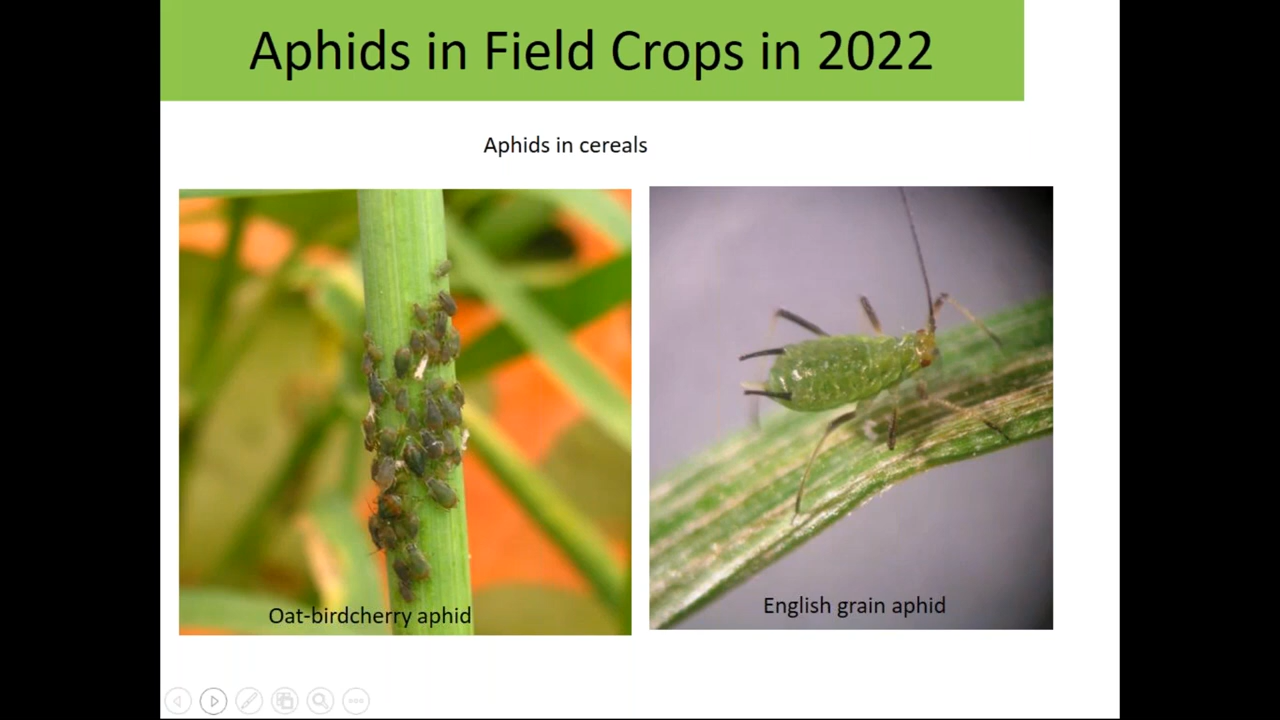 Aphids in Field Crops in 2022
Aphids in cereals
Oat-birdcherry aphid
English grain aphid